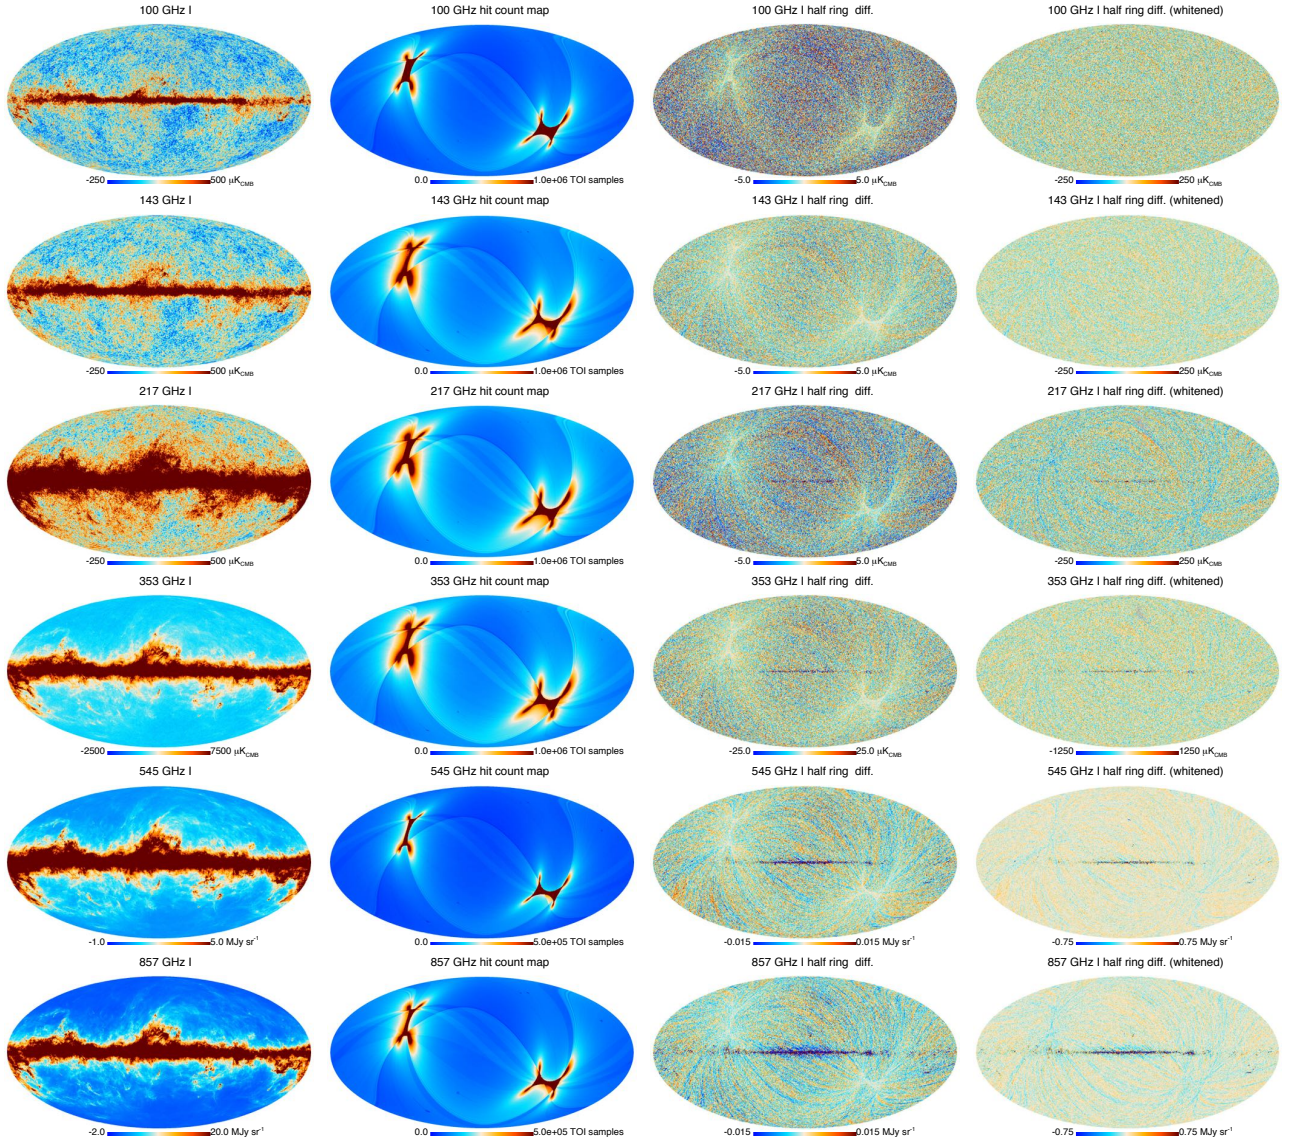 100 GHz I 100 GHz hit count map 100 GHz I half ring diff. 100 GHz I half ring diff. (whitened)
-250 500 μK_CMB 0.0 1.0e+06 TOI samples -5.0 5.0 μK_CMB -250 250 μK_CMB
143 GHz I 143 GHz hit count map 143 GHz I half ring diff. 143 GHz I half ring diff. (whitened)
-250 500 μK_CMB 0.0 1.0e+06 TOI samples -5.0 5.0 μK_CMB -250 250 μK_CMB
217 GHz I 217 GHz hit count map 217 GHz I half ring diff. 217 GHz I half ring diff. (whitened)
-250 500 μK_CMB 0.0 1.0e+06 TOI samples -5.0 5.0 μK_CMB -250 250 μK_CMB
353 GHz I 353 GHz hit count map 353 GHz I half ring diff. 353 GHz I half ring diff. (whitened)
-2500 7500 μK_CMB 0.0 1.0e+06 TOI samples -25.0 25.0 μK_CMB -1250 1250 μK_CMB
545 GHz I 545 GHz hit count map 545 GHz I half ring diff. 545 GHz I half ring diff. (whitened)
-1.0 5.0 MJy sr⁻¹ 0.0 5.0e+05 TOI samples -0.015 0.015 MJy sr⁻¹ -0.75 0.75 MJy sr⁻¹
857 GHz I 857 GHz hit count map 857 GHz I half ring diff. 857 GHz I half ring diff. (whitened)
-2.0 20.0 MJy sr⁻¹ 0.0 5.0e+05 TOI samples -0.015 0.015 MJy sr⁻¹ -0.75 0.75 MJy sr⁻¹